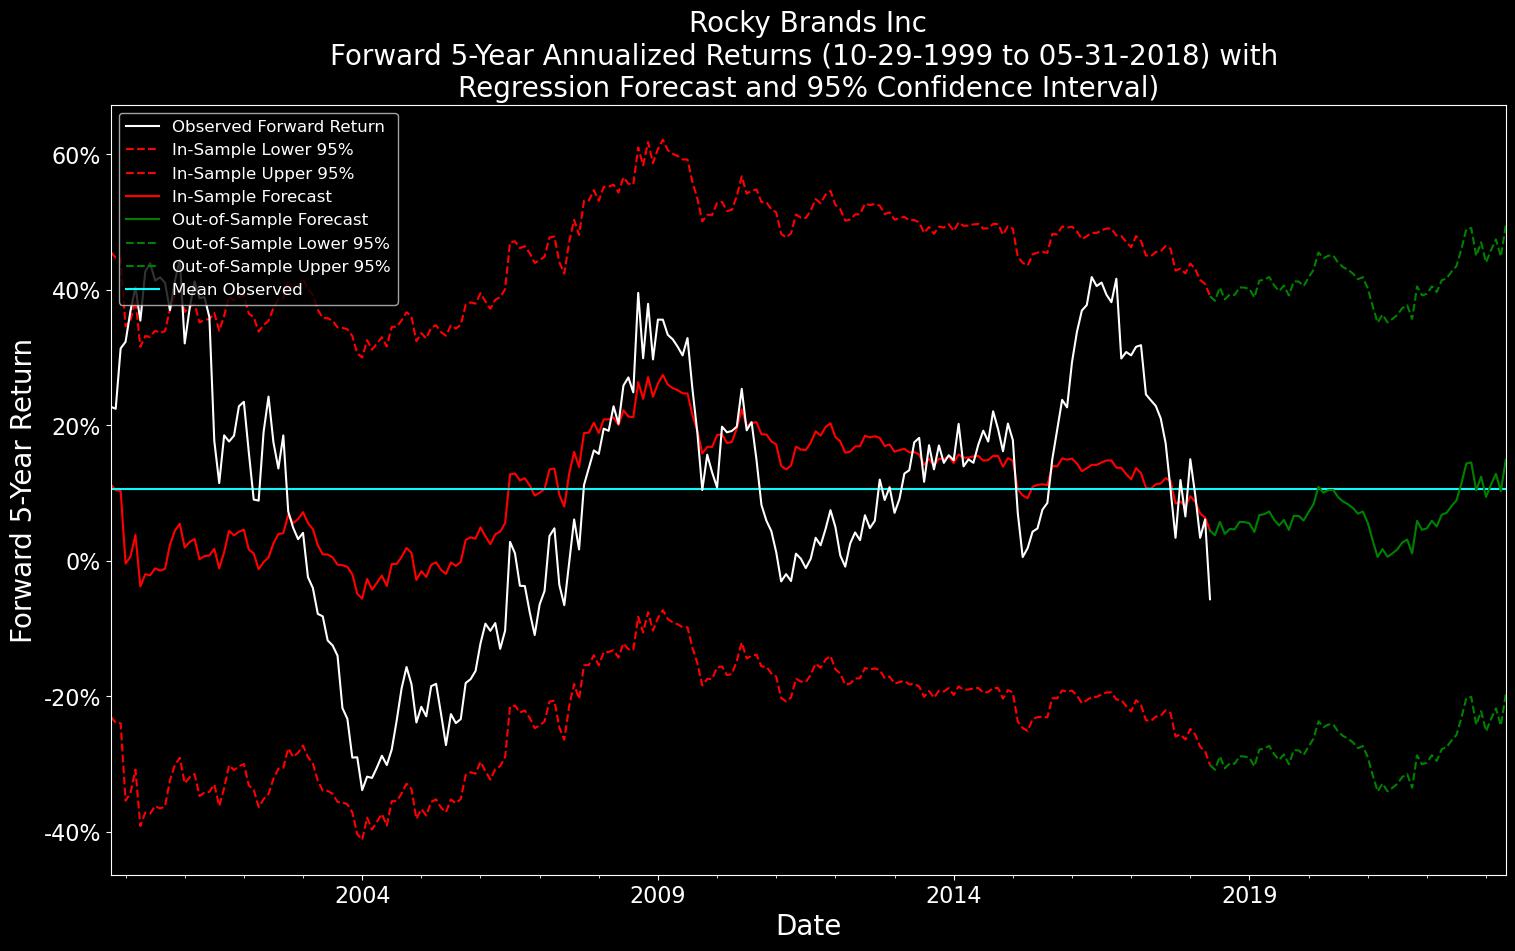 Rocky Brands Inc
Forward 5-Year Annualized Returns (10-29-1999 to 05-31-2018) with
Regression Forecast and 95% Confidence Interval)
Observed Forward Return
In-Sample Lower 95%
In-Sample Upper 95%
In-Sample Forecast
Out-of-Sample Forecast
Out-of-Sample Lower 95%
Out-of-Sample Upper 95%
Mean Observed
Forward 5-Year Return
60%
40%
20%
0%
-20%
-40%
2004
2009
2014
2019
Date